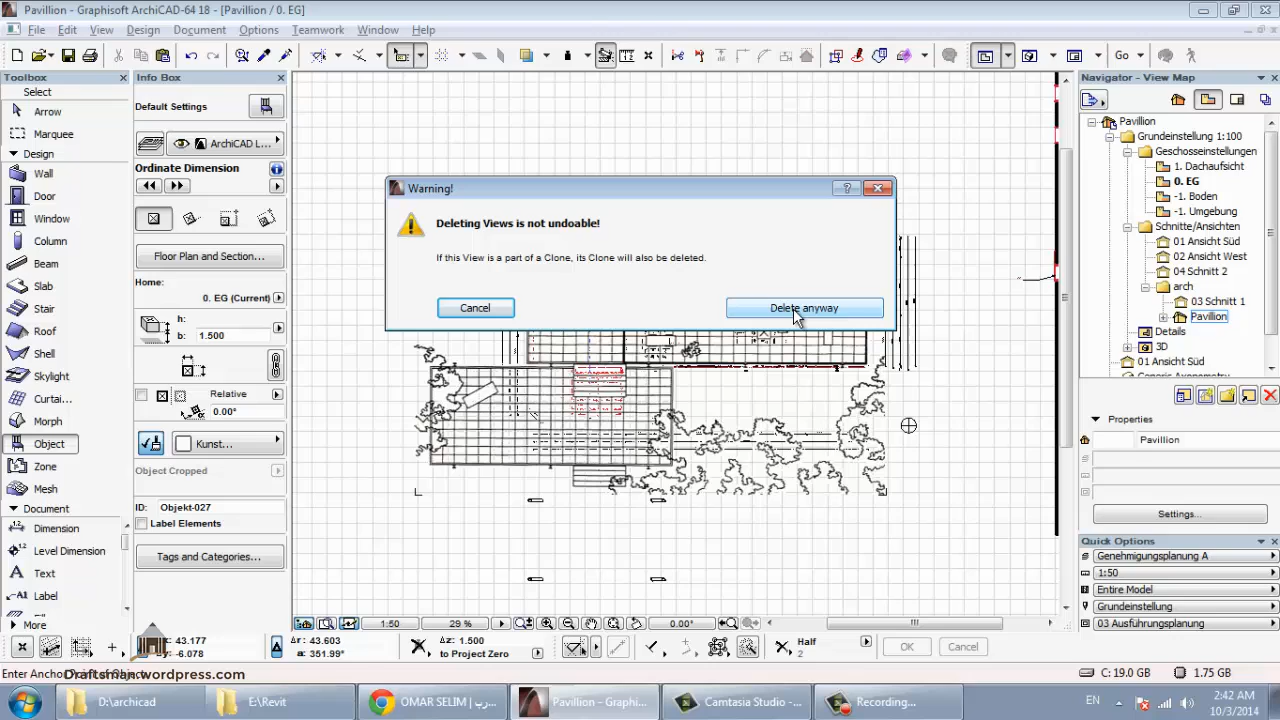 Pavillion - Graphisoft ArchiCAD-64 18 - [Pavillion / 0. EG]
File Edit View Design Document Options Teamwork Window Help
Go
Toolbox
Select
Arrow
Marquee
Design
Wall
Door
Window
Column
Beam
Slab
Stair
Roof
Shell
Skylight
Curtai...
Morph
Object
Zone
Mesh
Document
Dimension
Level Dimension
Text
Label
More
Info Box
Default Settings
ArchiCAD L...
Ordinate Dimension
Floor Plan and Section...
Home:
0. EG (Current)
h:
b: 1.500
Relative
0.00°
Kunst...
Object Cropped
ID: Objekt-027
Label Elements
Tags and Categories...
Warning!
Deleting Views is not undoable!
If this View is a part of a Clone, its Clone will also be deleted.
Cancel
Delete anyway
Navigator - View Map
Pavillion
Grundeinstellung 1:100
Geschosseinstellungen
1. Dachaufsicht
0. EG
-1. Boden
-1. Umgebung
Schnitte/Ansichten
01 Ansicht Süd
02 Ansicht West
04 Schnitt 2
arch
03 Schnitt 1
Pavillion
Details
3D
01 Ansicht Süd
Properties
Pavillion
Settings...
Quick Options
Genehmigungsplanung A
1:50
Entire Model
Grundeinstellung
03 Ausführungsplanung
1:50
29 %
0.00°
x: 43.177
y: -6.078
Δr: 43.603
a: 351.99°
Δz: 1.500
to Project Zero
Half
2
OK
Cancel
Draftsman.wordpress.com
C: 19.0 GB
1.75 GB
D:\archicad
E:\Revit
Pavillion - Graphi...
Camtasia Studio - ...
Recording...
EN
2:42 AM
10/3/2014